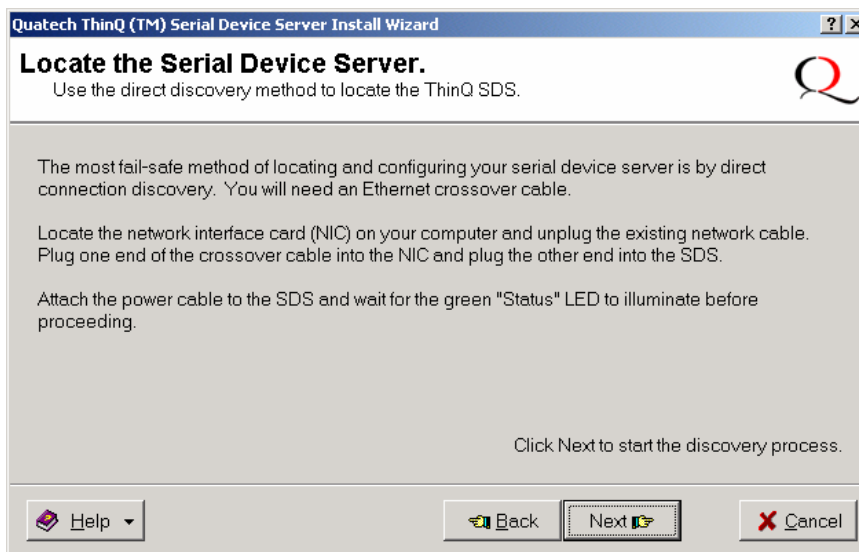 Quatech ThinQ (TM) Serial Device Server Install Wizard
Locate the Serial Device Server.
Use the direct discovery method to locate the ThinQ SDS.
The most fail-safe method of locating and configuring your serial device server is by direct
connection discovery. You will need an Ethernet crossover cable.
Locate the network interface card (NIC) on your computer and unplug the existing network cable.
Plug one end of the crossover cable into the NIC and plug the other end into the SDS.
Attach the power cable to the SDS and wait for the green "Status" LED to illuminate before
proceeding.
Click Next to start the discovery process.
Help
Back
Next
Cancel